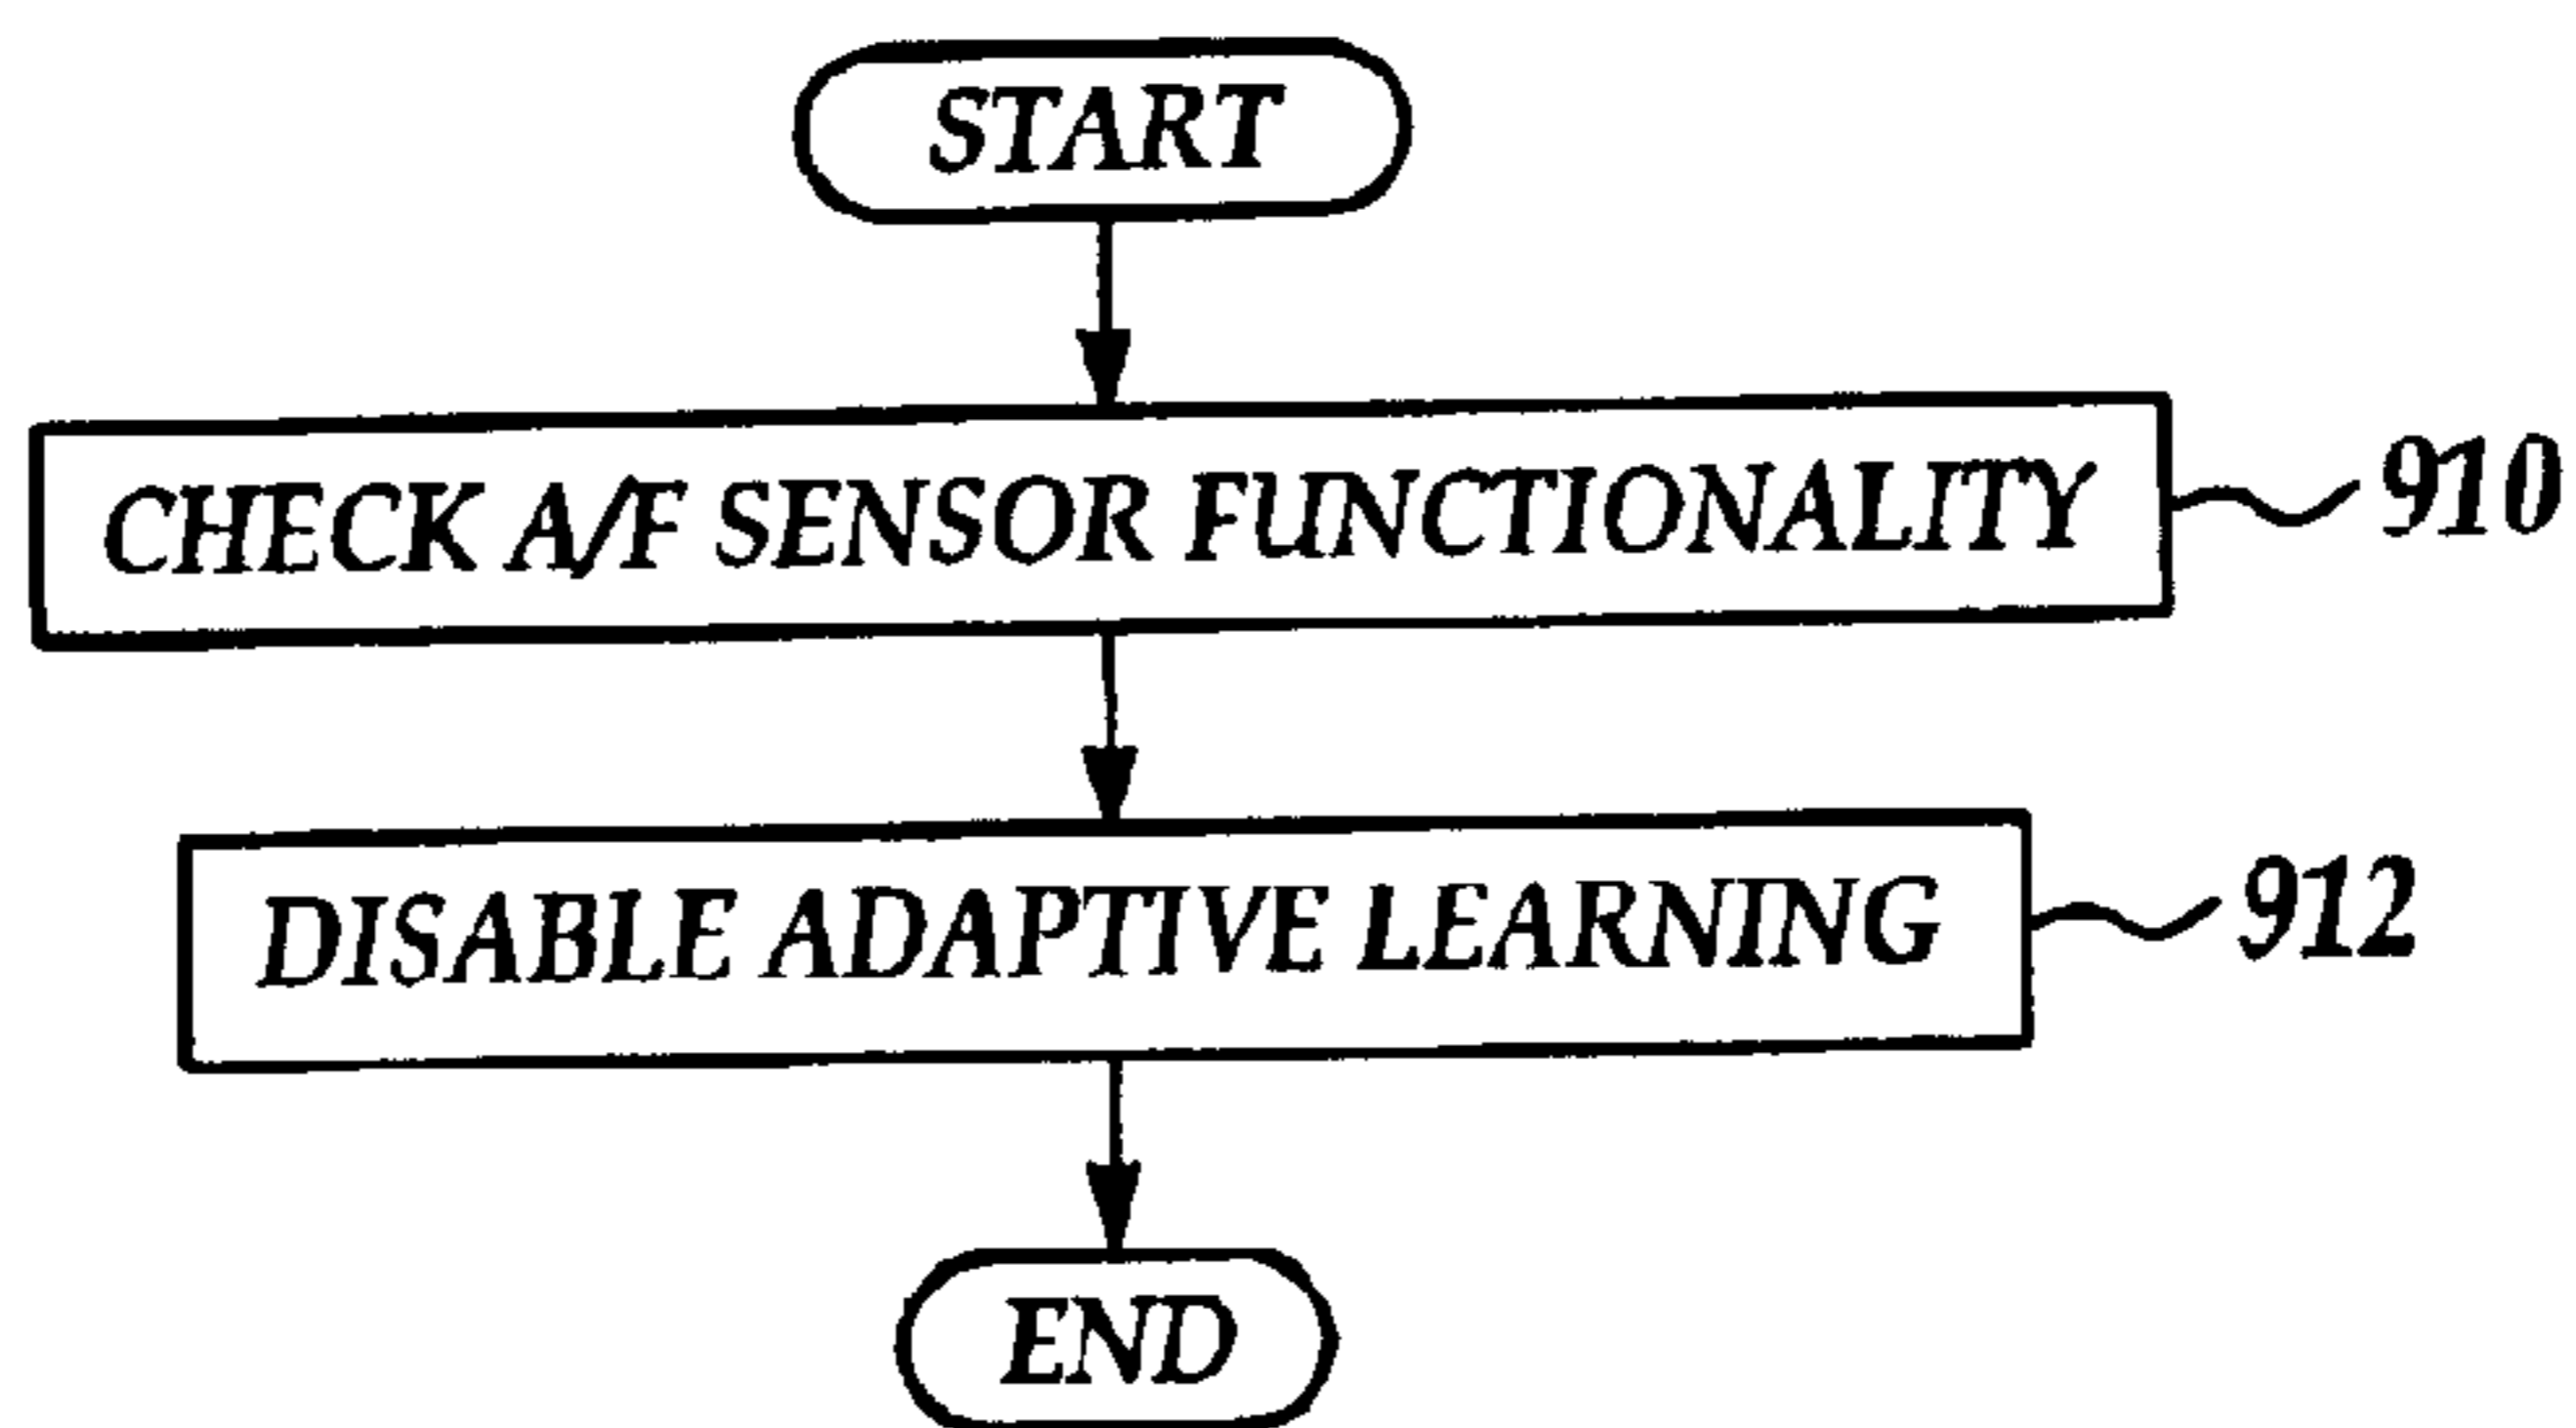 START
CHECK A/F SENSOR FUNCTIONALITY
910
DISABLE ADAPTIVE LEARNING
912
END